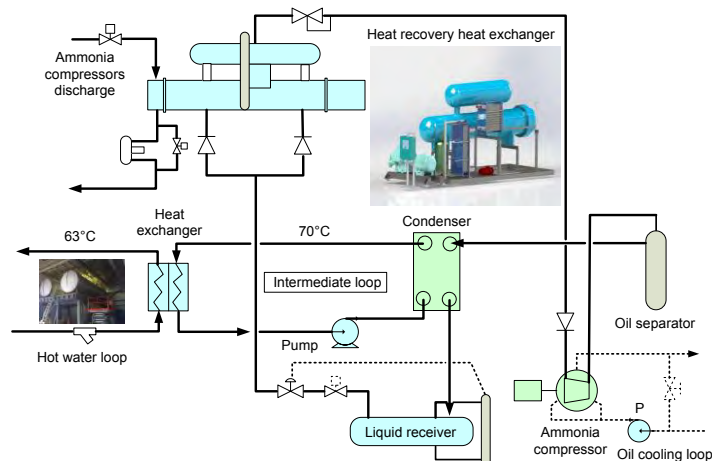 Heat recovery heat exchanger
Ammonia
compressors
discharge
Heat
exchanger
63°C
70°C
Condenser
Intermediate loop
Pump
Hot water loop
Oil separator
Liquid receiver
Ammonia
compressor
P
Oil cooling loop